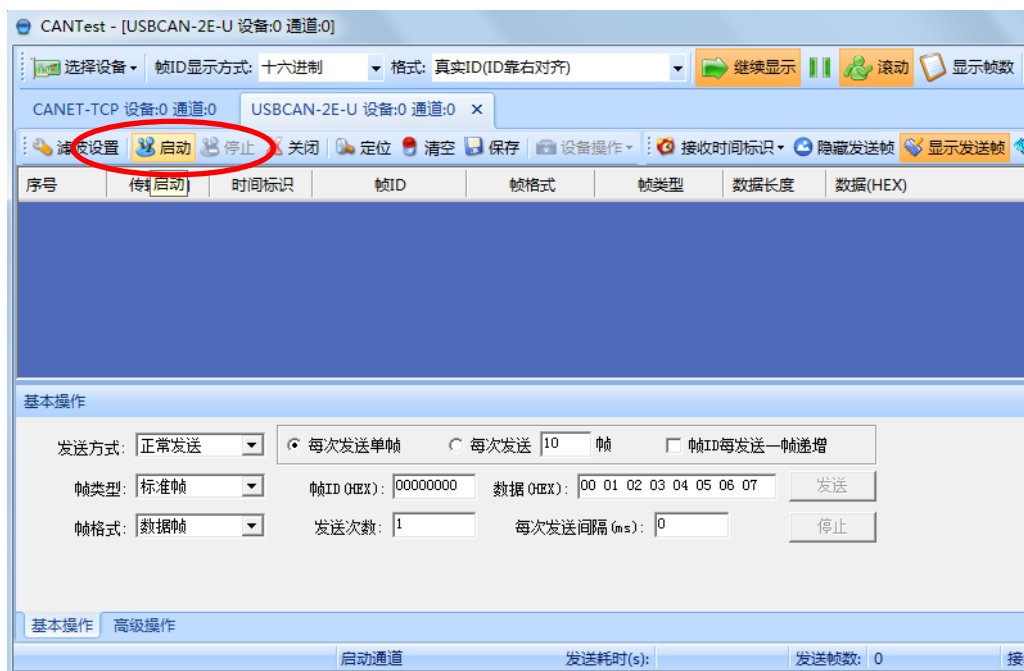 CANTest - [USBCAN-2E-U 设备:0 通道:0]
选择设备 帧ID显示方式: 十六进制 格式: 真实ID(ID靠右对齐) 继续显示 滚动 显示帧数
CANET-TCP 设备:0 通道:0 USBCAN-2E-U 设备:0 通道:0 ×
滤波设置 启动 停止 关闭 定位 清空 保存 设备操作 接收时间标识 隐藏发送帧 显示发送帧
序号 启动 时间标识 帧ID 帧格式 帧类型 数据长度 数据(HEX)
基本操作
发送方式: 正常发送 每次发送单帧 每次发送 10 帧 帧ID每发送一帧递增
帧类型: 标准帧 帧ID(HEX): 00000000 数据(HEX): 00 01 02 03 04 05 06 07 发送
帧格式: 数据帧 发送次数: 1 每次发送间隔(ms): 0 停止
基本操作 高级操作
启动通道 发送耗时(s): 发送帧数: 0 接